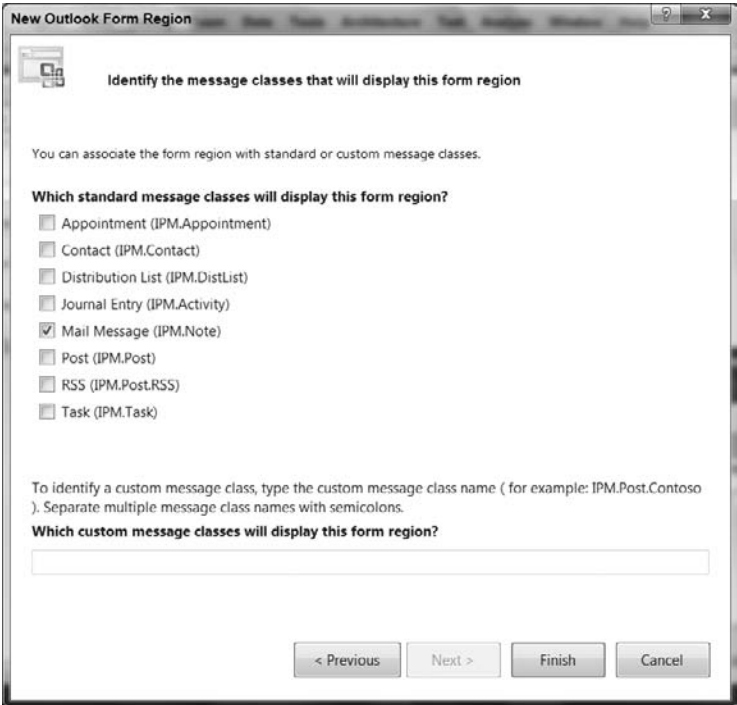 New Outlook Form Region
Identify the message classes that will display this form region
You can associate the form region with standard or custom message classes.
Which standard message classes will display this form region?
Appointment (IPM.Appointment)
Contact (IPM.Contact)
Distribution List (IPM.DistList)
Journal Entry (IPM.Activity)
Mail Message (IPM.Note)
Post (IPM.Post)
RSS (IPM.Post.RSS)
Task (IPM.Task)
To identify a custom message class, type the custom message class name ( for example: IPM.Post.Contoso
). Separate multiple message class names with semicolons.
Which custom message classes will display this form region?
< Previous Next > Finish Cancel